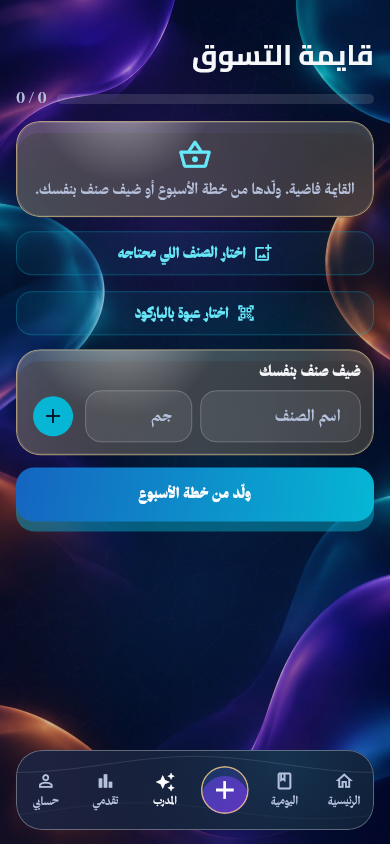 قايمة التسوق
0 / 0
القايمة فاضية. ولّدها من خطة الأسبوع أو ضيف صنف بنفسك.
اختار الصنف اللي محتاجه
اختار عبوة بالباركود
ضيف صنف بنفسك
اسم الصنف
جم
ولّد من خطة الأسبوع
الرئيسية
اليومية
المدرب
تقدمي
حسابي